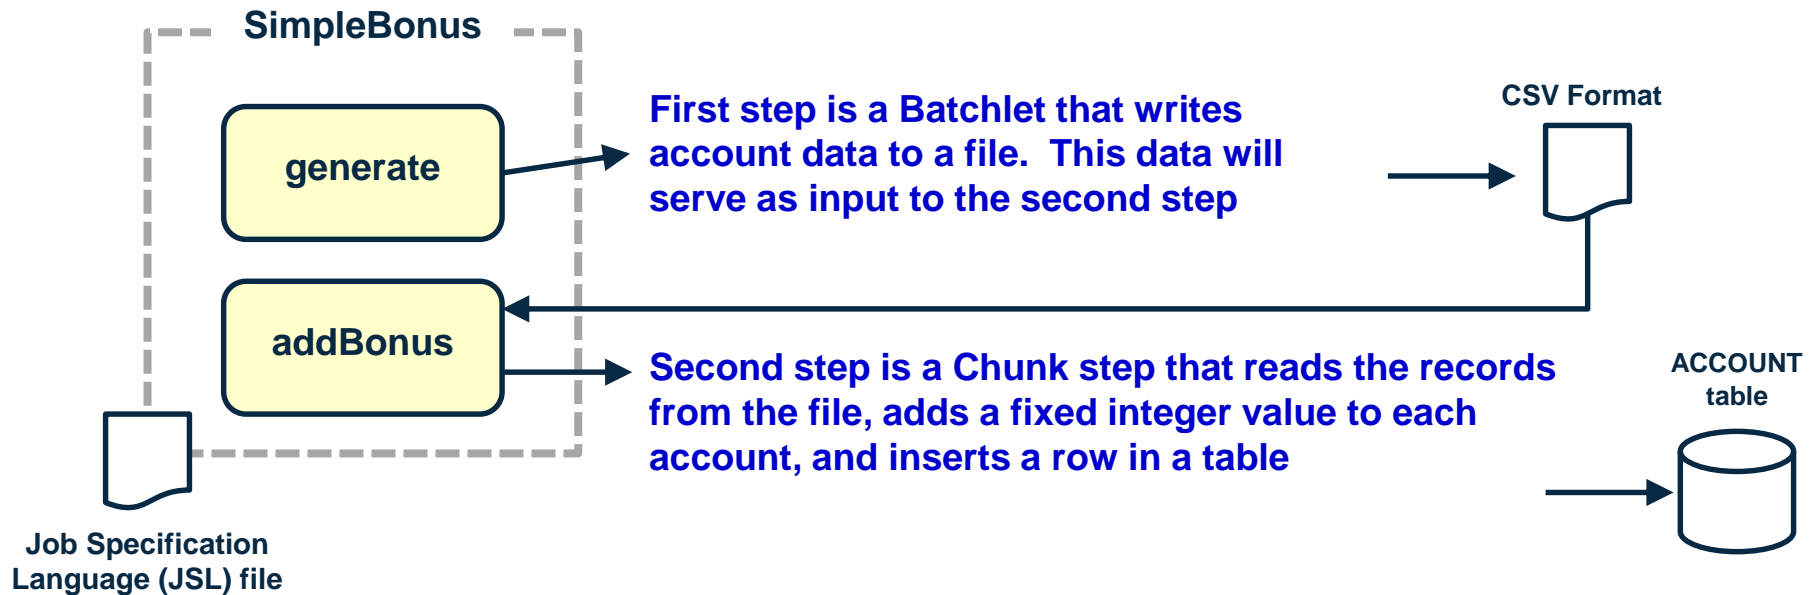 SimpleBonus
generate
First step is a Batchlet that writes
account data to a file.  This data will
serve as input to the second step
CSV Format
addBonus
Second step is a Chunk step that reads the records
from the file, adds a fixed integer value to each
account, and inserts a row in a table
ACCOUNT
table
Job Specification
Language (JSL) file